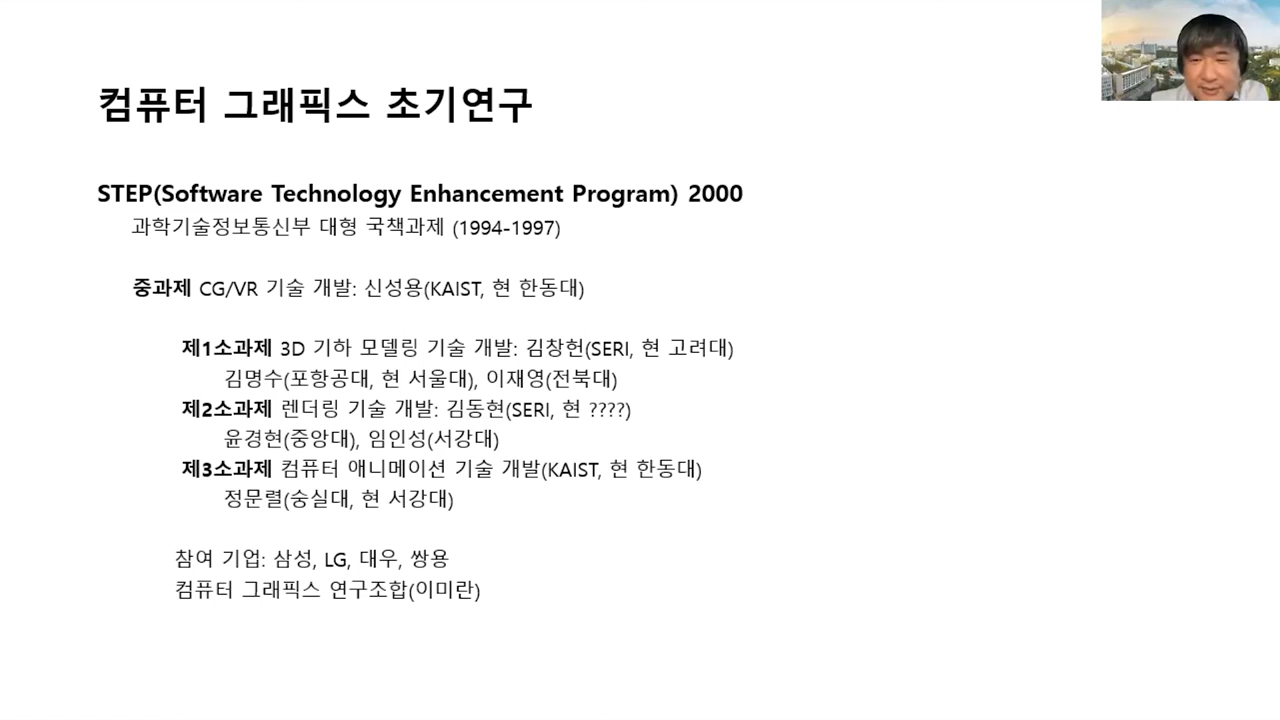 컴퓨터 그래픽스 초기연구
STEP(Software Technology Enhancement Program) 2000
과학기술정보통신부 대형 국책과제 (1994-1997)
중과제 CG/VR 기술 개발: 신성용(KAIST, 현 한동대)
제1소과제 3D 기하 모델링 기술 개발: 김창헌(SERI, 현 고려대)
김명수(포항공대, 현 서울대), 이재영(전북대)
제2소과제 렌더링 기술 개발: 김동현(SERI, 현 ????)
윤경현(중앙대), 임인성(서강대)
제3소과제 컴퓨터 애니메이션 기술 개발(KAIST, 현 한동대)
정문렬(숭실대, 현 서강대)
참여 기업: 삼성, LG, 대우, 쌍용
컴퓨터 그래픽스 연구조합(이미란)